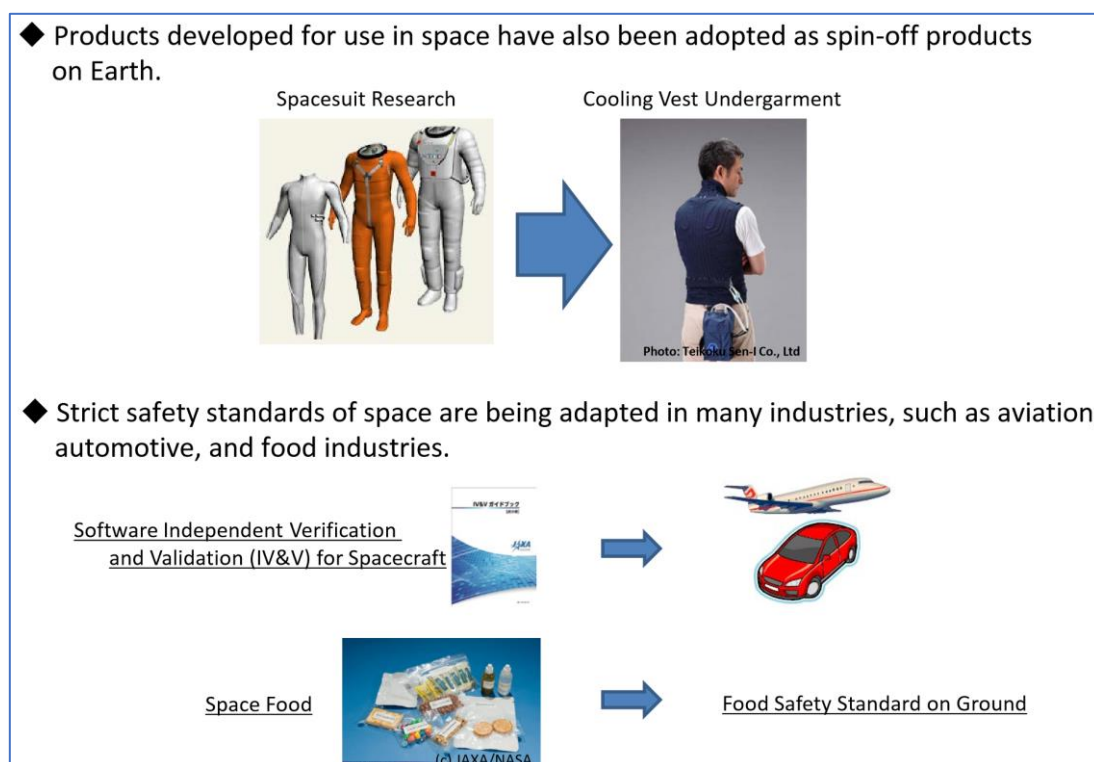 ◆ Products developed for use in space have also been adopted as spin-off products
on Earth.
Spacesuit Research
Cooling Vest Undergarment
Photo: Teikoku Sen-I Co., Ltd
◆ Strict safety standards of space are being adapted in many industries, such as aviation
automotive, and food industries.
Software Independent Verification
and Validation (IV&V) for Spacecraft
IV&V ガイドブック
JAXA
Space Food
(c) JAXA/NASA
Food Safety Standard on Ground